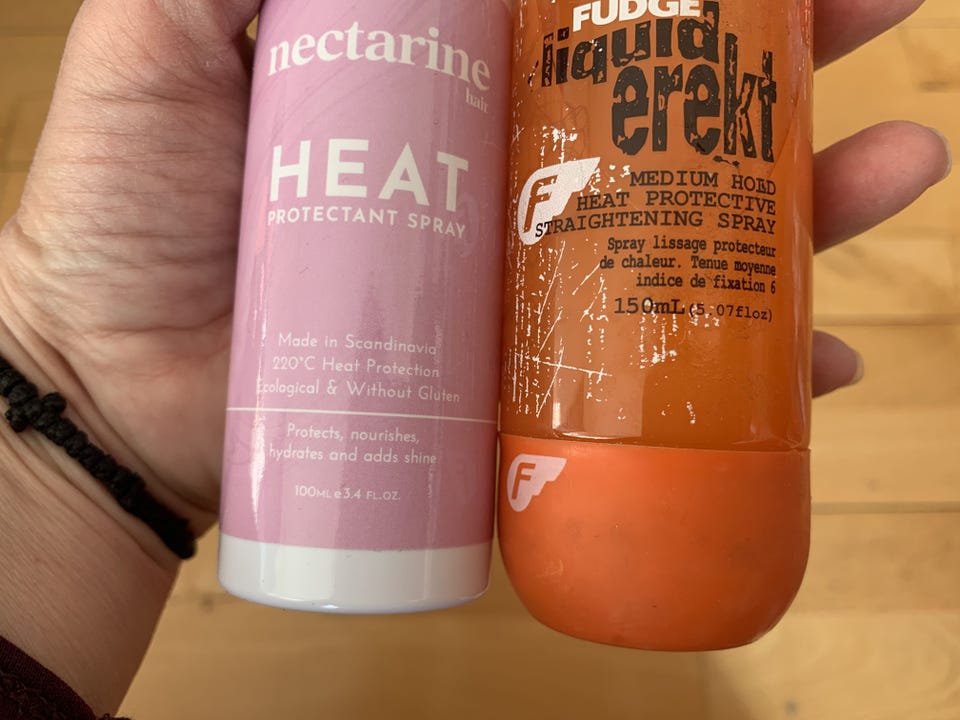 nectarine
hair
HEAT
PROTECTANT SPRAY
Made in Scandinavia
220°C Heat Protection
Ecological & Without Gluten
Protects, nourishes,
hydrates and adds shine
100ML e 3.4 FL.OZ.
FUDGE
liquid
erekt
F
MEDIUM HOLD
HEAT PROTECTIVE
STRAIGHTENING SPRAY
Spray lissage protecteur
de chaleur. Tenue moyenne
indice de fixation 6
150mL (5.07floz)
F